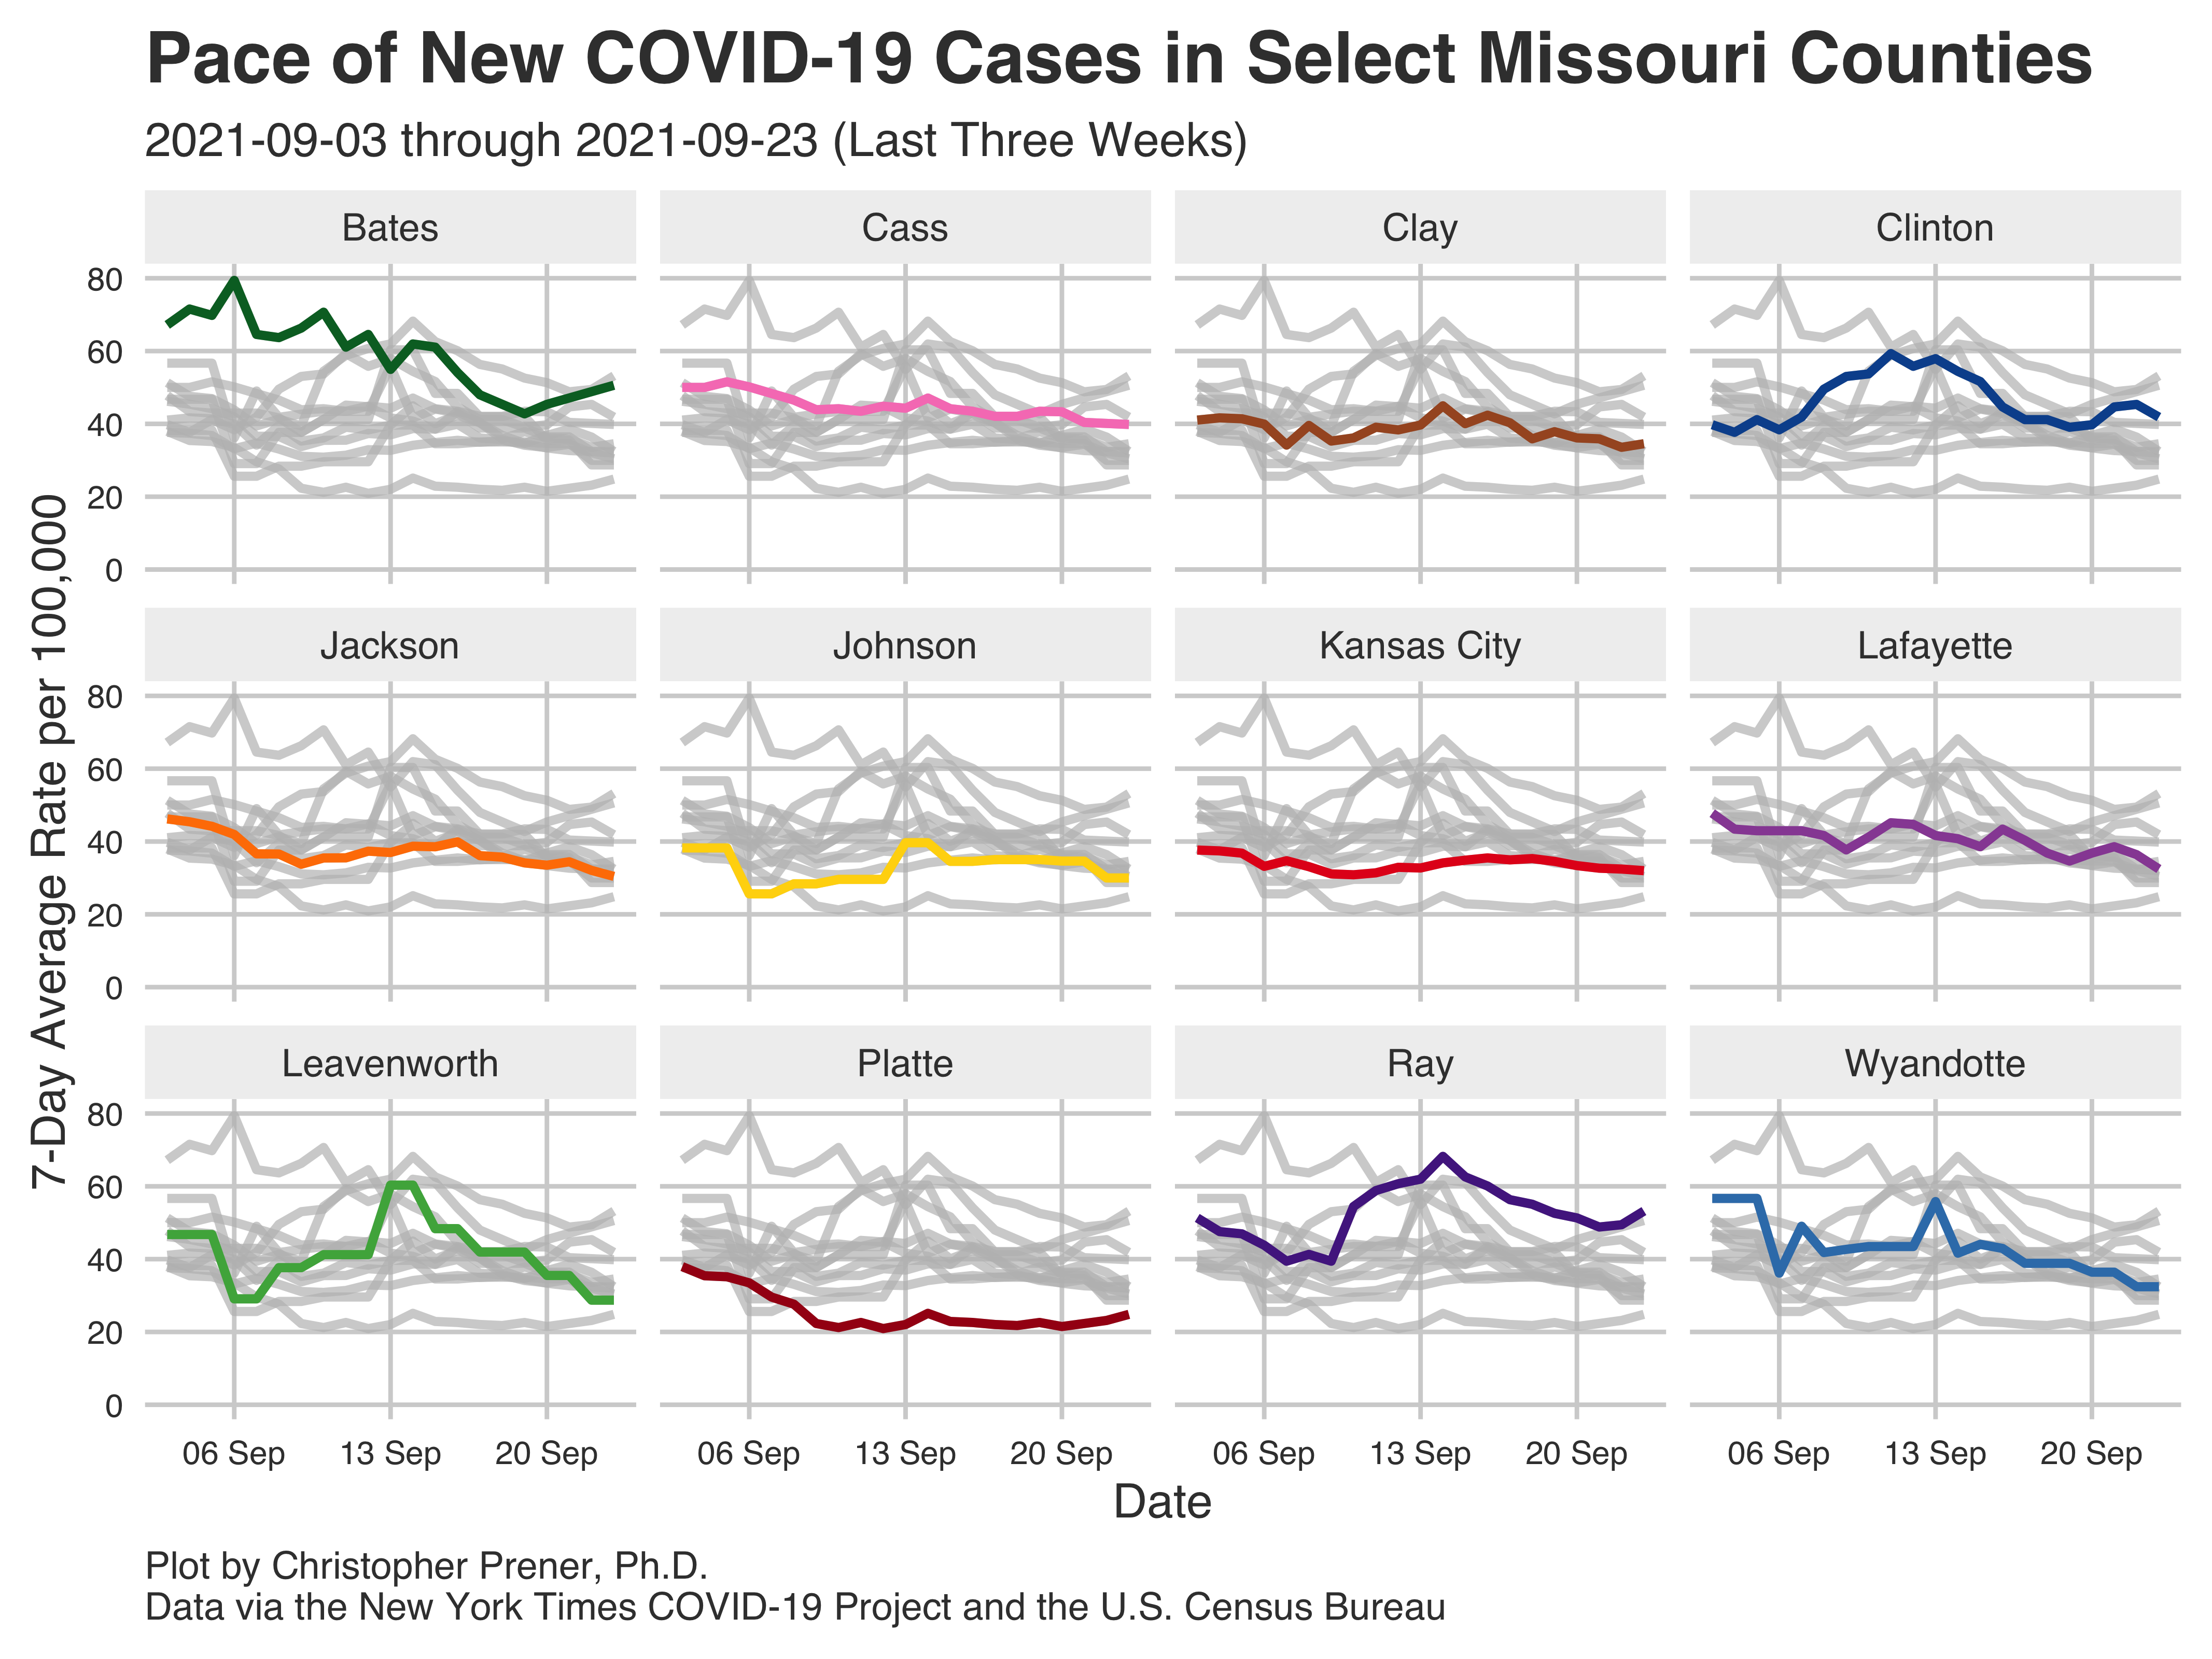 Pace of New COVID-19 Cases in Select Missouri Counties
2021-09-03 through 2021-09-23 (Last Three Weeks)
7-Day Average Rate per 100,000
Bates
Cass
Clay
Clinton
80
60
40
20
0
Jackson
Johnson
Kansas City
Lafayette
80
60
40
20
0
Leavenworth
Platte
Ray
Wyandotte
80
60
40
20
0
06 Sep 13 Sep 20 Sep
06 Sep 13 Sep 20 Sep
06 Sep 13 Sep 20 Sep
06 Sep 13 Sep 20 Sep
Date
Plot by Christopher Prener, Ph.D.
Data via the New York Times COVID-19 Project and the U.S. Census Bureau